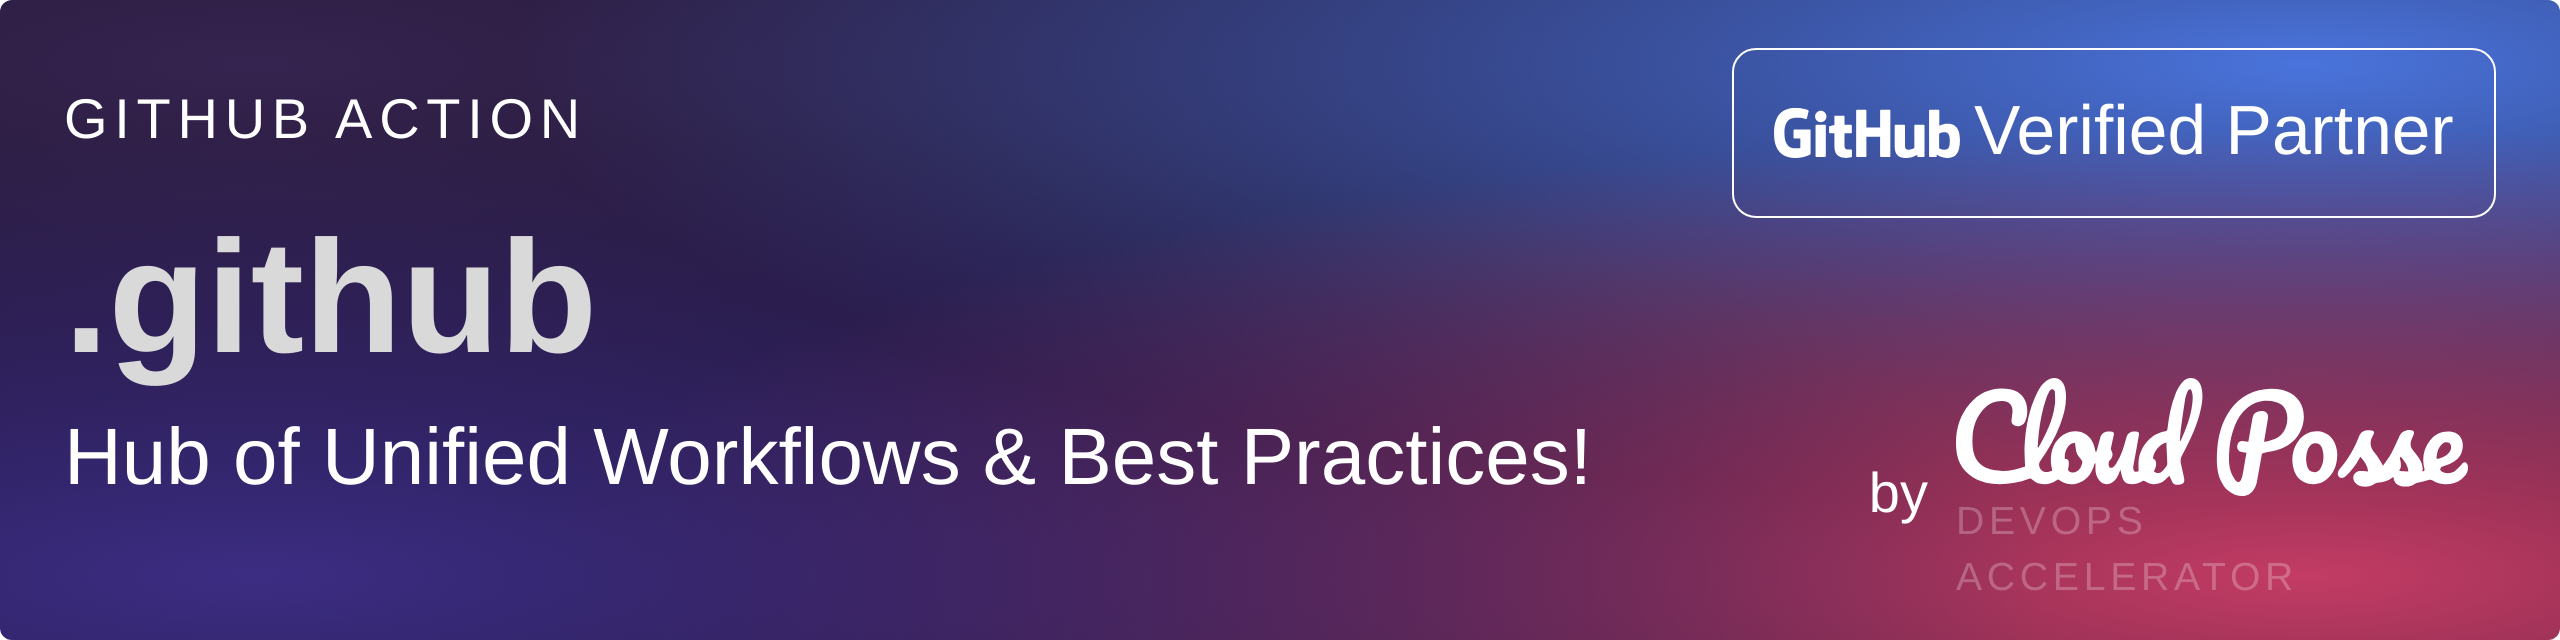 GITHUB ACTION
.github
Hub of Unified Workflows & Best Practices!
GitHub Verified Partner
by Cloud Posse
DEVOPS
ACCELERATOR